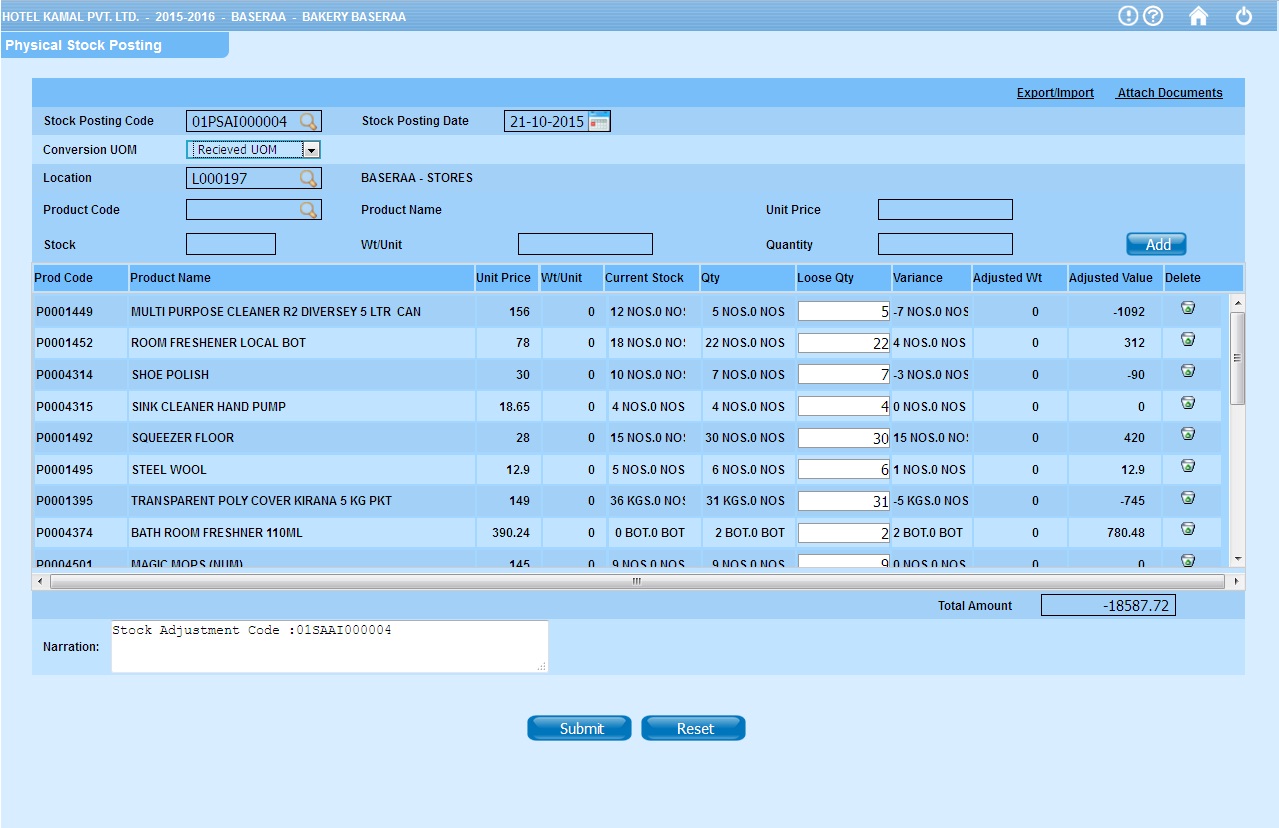 HOTEL KAMAL PVT. LTD. - 2015-2016 - BASERAA - BAKERY BASERAA
Physical Stock Posting
Export/Import Attach Documents
Stock Posting Code 01PSAI000004 Stock Posting Date 21-10-2015
Conversion UOM Recieved UOM
Location L000197 BASERAA - STORES
Product Code Product Name Unit Price
Stock Wt/Unit Quantity Add
Prod Code Product Name Unit Price Wt/Unit Current Stock Qty Loose Qty Variance Adjusted Wt Adjusted Value Delete
P0001449 MULTI PURPOSE CLEANER R2 DIVERSEY 5 LTR CAN 156 0 12 NOS.0 NOS 5 NOS.0 NOS 5 -7 NOS.0 NOS 0 -1092
P0001452 ROOM FRESHENER LOCAL BOT 78 0 18 NOS.0 NOS 22 NOS.0 NOS 22 4 NOS.0 NOS 0 312
P0004314 SHOE POLISH 30 0 10 NOS.0 NOS 7 NOS.0 NOS 7 -3 NOS.0 NOS 0 -90
P0004315 SINK CLEANER HAND PUMP 18.65 0 4 NOS.0 NOS 4 NOS.0 NOS 4 0 NOS.0 NOS 0 0
P0001492 SQUEEZER FLOOR 28 0 15 NOS.0 NOS 30 NOS.0 NOS 30 15 NOS.0 NOS 0 420
P0001495 STEEL WOOL 12.9 0 5 NOS.0 NOS 6 NOS.0 NOS 6 1 NOS.0 NOS 0 12.9
P0001395 TRANSPARENT POLY COVER KIRANA 5 KG PKT 149 0 36 KGS.0 NOS 31 KGS.0 NOS 31 -5 KGS.0 NOS 0 -745
P0004374 BATH ROOM FRESHNER 110ML 390.24 0 0 BOT.0 BOT 2 BOT.0 BOT 2 2 BOT.0 BOT 0 780.48
P0004501 MAGIC MOPS (NUM) 145 0 9 NOS.0 NOS 9 NOS.0 NOS 9 0 NOS.0 NOS 0 0
Total Amount -18587.72
Narration: Stock Adjustment Code :01SAAI000004
Submit Reset